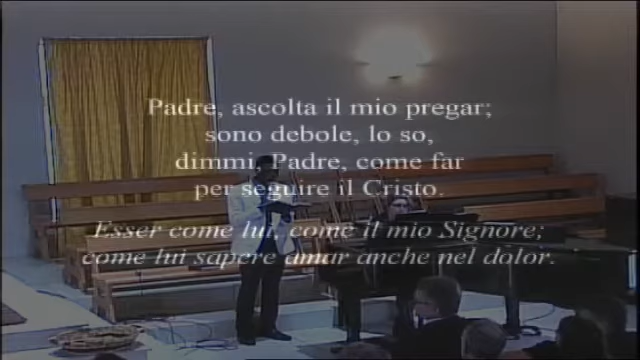 Padre, ascolta il mio pregar;
sono debole, lo so,
dimmi, Padre, come far
per seguire il Cristo.
Esser come lui, come il mio Signore;
come lui sapere amar anche nel dolor.